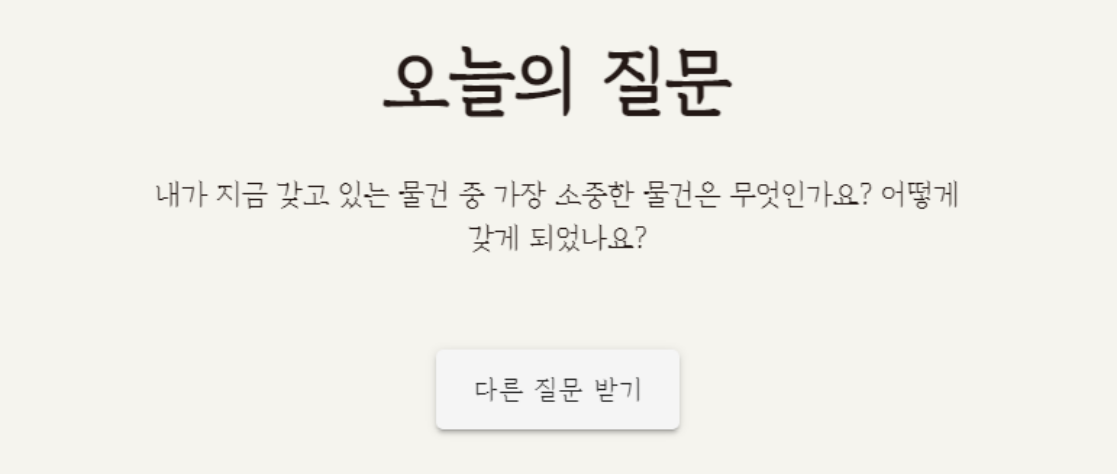 오늘의 질문
내가 지금 갖고 있는 물건 중 가장 소중한 물건은 무엇인가요? 어떻게
갖게 되었나요?
다른 질문 받기